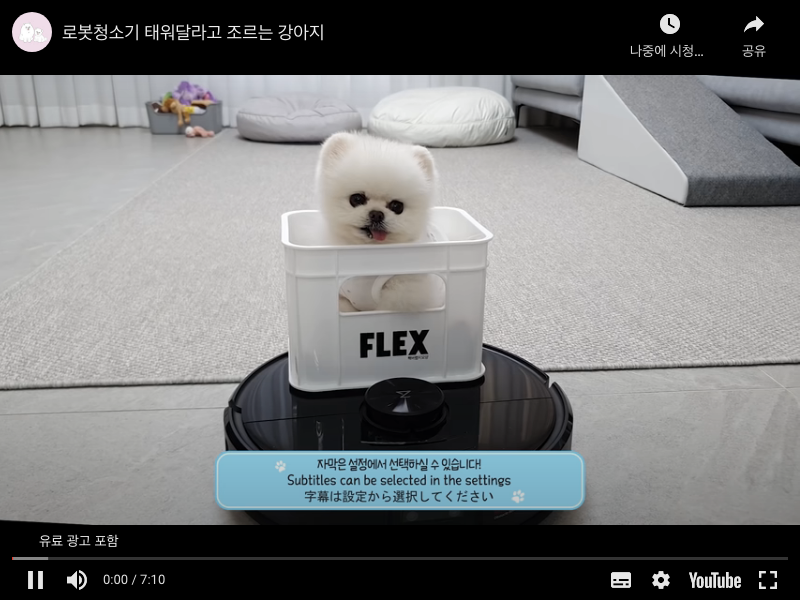 로봇청소기 태워달라고 조르는 강아지
나중에 시청...
공유
FLEX
자막은 설정에서 선택하실 수 있습니다!
Subtitles can be selected in the settings
字幕は設定から選択してください
유료 광고 포함
0:00 / 7:10
YouTube